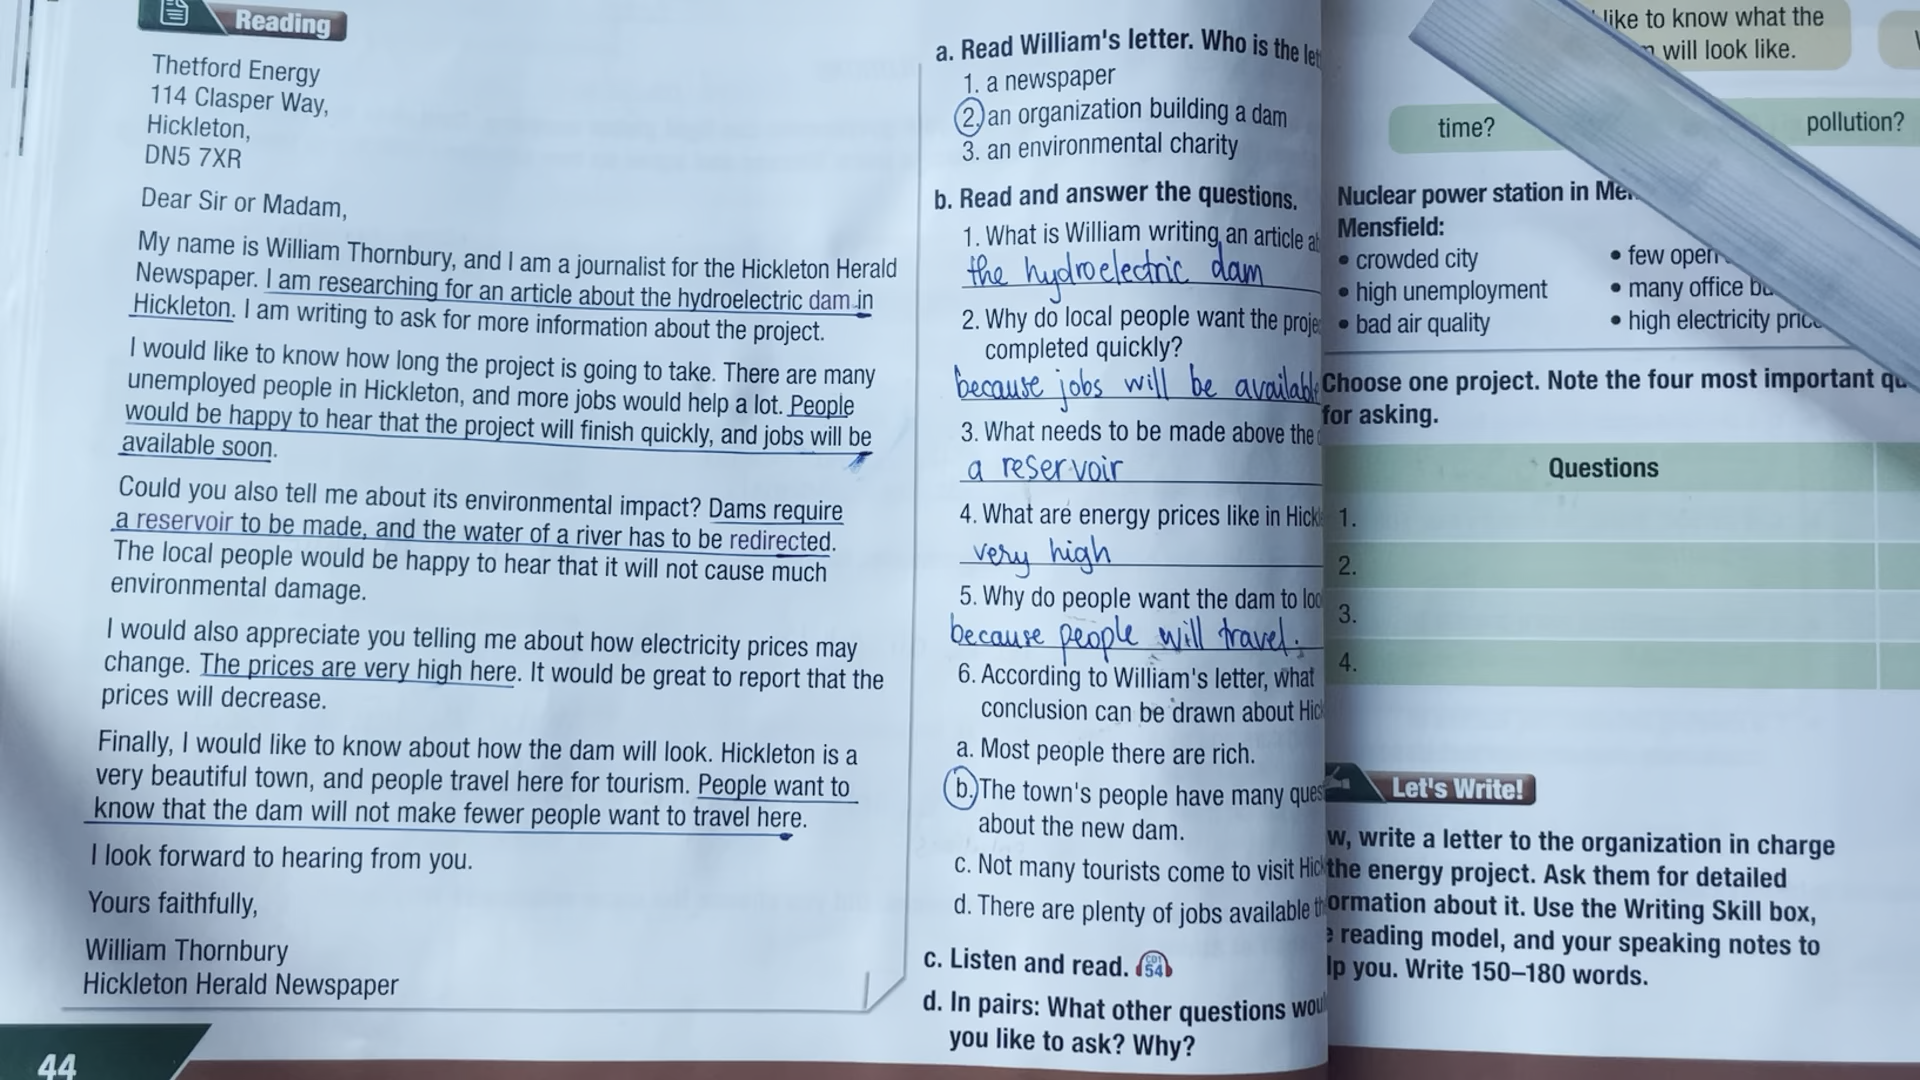 Reading
Thetford Energy
114 Clasper Way,
Hickleton,
DN5 7XR
Dear Sir or Madam,
My name is William Thornbury, and I am a journalist for the Hickleton Herald
Newspaper. I am researching for an article about the hydroelectric dam in
Hickleton. I am writing to ask for more information about the project.
I would like to know how long the project is going to take. There are many
unemployed people in Hickleton, and more jobs would help a lot. People
would be happy to hear that the project will finish quickly, and jobs will be
available soon.
Could you also tell me about its environmental impact? Dams require
a reservoir to be made, and the water of a river has to be redirected.
The local people would be happy to hear that it will not cause much
environmental damage.
I would also appreciate you telling me about how electricity prices may
change. The prices are very high here. It would be great to report that the
prices will decrease.
Finally, I would like to know about how the dam will look. Hickleton is a
very beautiful town, and people travel here for tourism. People want to
know that the dam will not make fewer people want to travel here.
I look forward to hearing from you.
Yours faithfully,
William Thornbury
Hickleton Herald Newspaper
44
a. Read William's letter. Who is the
1. a newspaper
2. an organization building a dam
3. an environmental charity
b. Read and answer the questions.
1. What is William writing an article
the hydroelectric dam
2. Why do local people want the
completed quickly?
because jobs will be available
3. What needs to be made above the
a reservoir
4. What are energy prices like in
very high
5. Why do people want the dam to
because people will travel.
6. According to William's letter, what
conclusion can be drawn about
a. Most people there are rich.
b. The town's people have many
about the new dam.
c. Not many tourists come to visit
d. There are plenty of jobs available
c. Listen and read. CD1 54
d. In pairs: What other questions
you like to ask? Why?
like to know what the
will look like.
time?
pollution?
Nuclear power station in
Mensfield:
• crowded city
• high unemployment
• bad air quality
• few open
• many office
• high electricity
Choose one project. Note the four most important
for asking.
Questions
1.
2.
3.
4.
Let's Write!
write a letter to the organization in charge
the energy project. Ask them for detailed
about it. Use the Writing Skill box,
reading model, and your speaking notes to
you. Write 150–180 words.